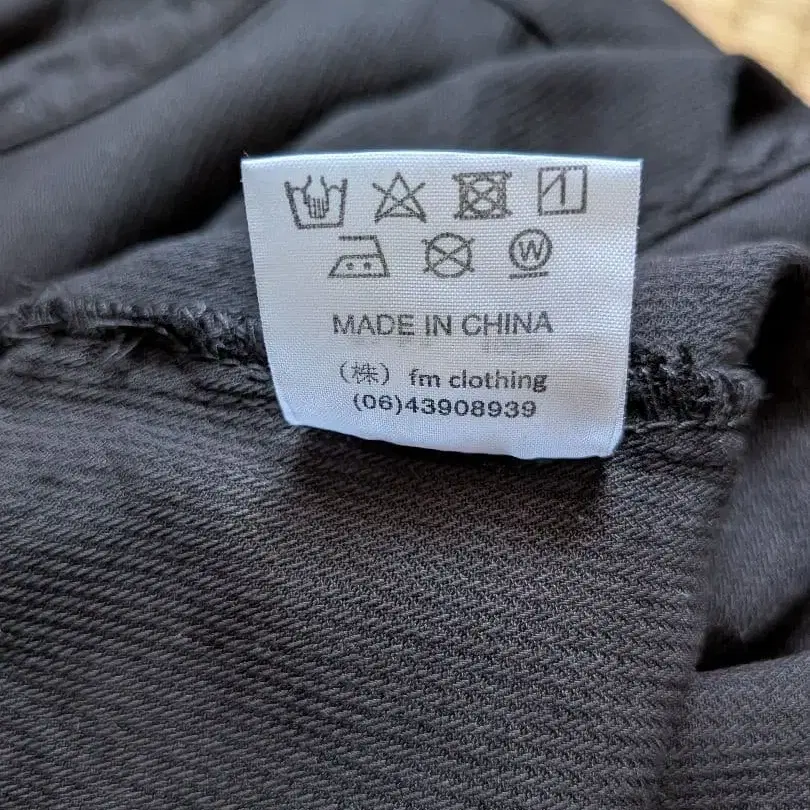 W
MADE IN CHINA
（株） fm clothing
(06)43908939